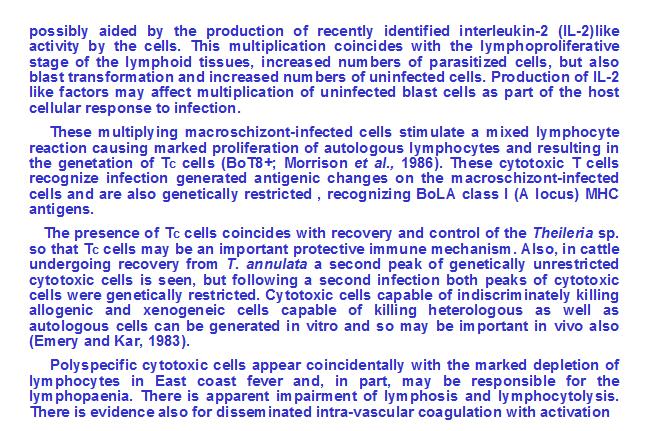 possibly aided by the production of recently identified interleukin-2 (IL-2)like
activity by the cells. This multiplication coincides with the lymphoproliferative
stage of the lymphoid tissues, increased numbers of parasitized cells, but also
blast transformation and increased numbers of uninfected cells. Production of IL-2
like factors may affect multiplication of uninfected blast cells as part of the host
cellular response to infection.
These multiplying macroschizont-infected cells stimulate a mixed lymphocyte
reaction causing marked proliferation of autologous lymphocytes and resulting in
the genetation of Tc cells (BoT8+; Morrison et al., 1986). These cytotoxic T cells
recognize infection generated antigenic changes on the macroschizont-infected
cells and are also genetically restricted , recognizing BoLA class I (A locus) MHC
antigens.
The presence of Tc cells coincides with recovery and control of the Theileria sp.
so that Tc cells may be an important protective immune mechanism. Also, in cattle
undergoing recovery from T. annulata a second peak of genetically unrestricted
cytotoxic cells is seen, but following a second infection both peaks of cytotoxic
cells were genetically restricted. Cytotoxic cells capable of indiscriminately killing
allogenic and xenogeneic cells capable of killing heterologous as well as
autologous cells can be generated in vitro and so may be important in vivo also
(Emery and Kar, 1983).
Polyspecific cytotoxic cells appear coincidentally with the marked depletion of
lymphocytes in East coast fever and, in part, may be responsible for the
lymphopaenia. There is apparent impairment of lymphosis and lymphocytolysis.
There is evidence also for disseminated intra-vascular coagulation with activation